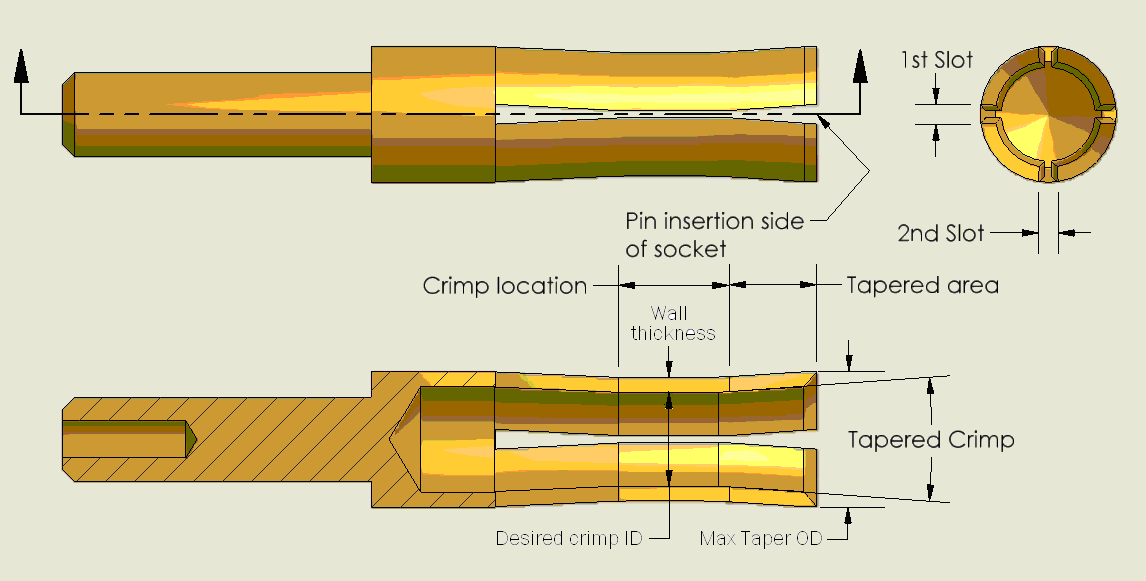 1st Slot
Pin insertion side
of socket
2nd Slot
Crimp location
Tapered area
Wall
thickness
Tapered Crimp
Desired crimp ID
Max Taper OD